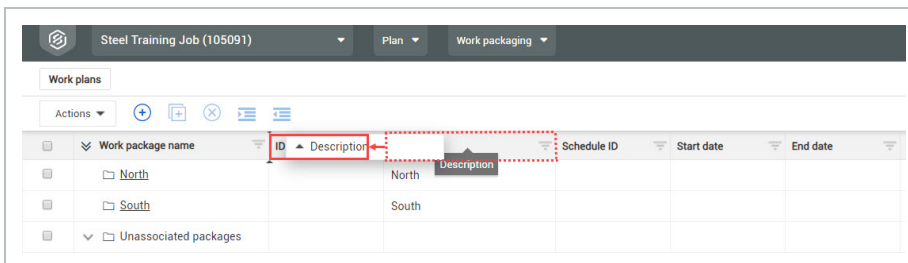 Steel Training Job (105091) Plan Work packaging
Work plans
Actions
Work package name ID Description Schedule ID Start date End date
Description
North North
South South
Unassociated packages